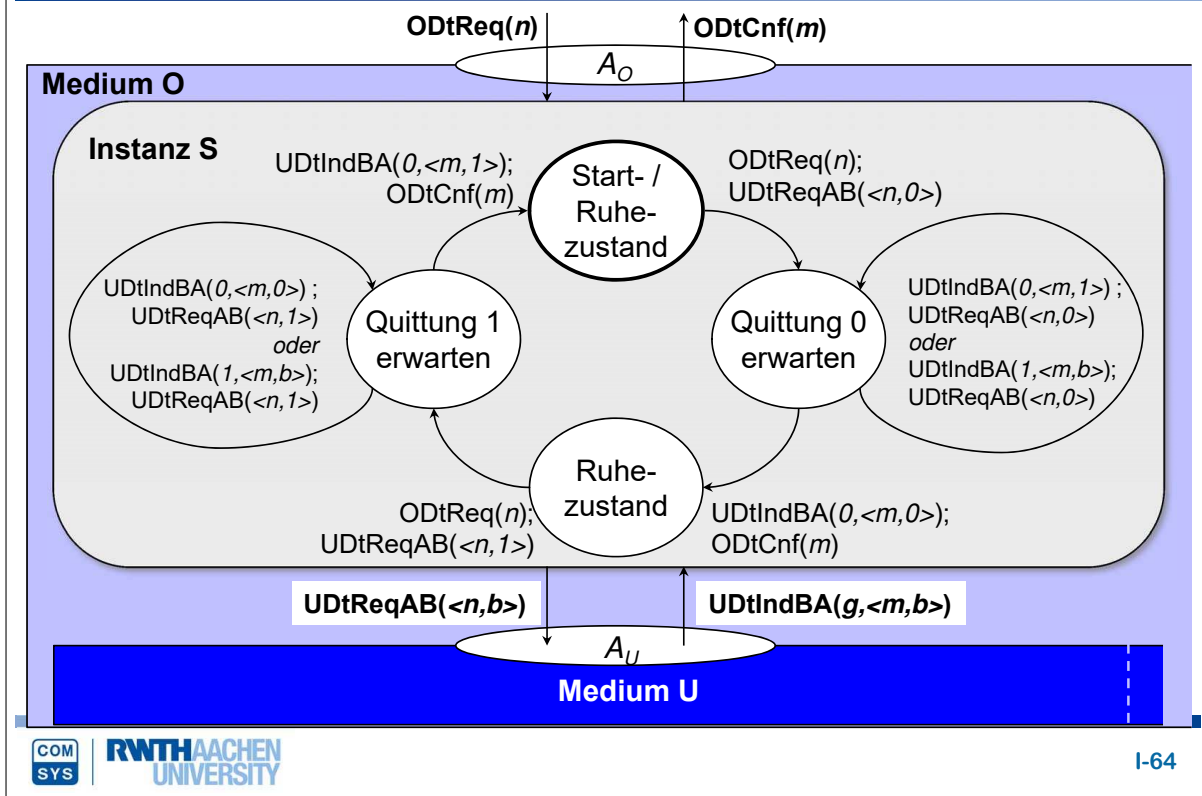 ODtReq(n)
ODtCnf(m)
A_O
Medium O
Instanz S
UDtIndBA(0,<m,1>);
ODtCnf(m)
Start- /
Ruhe-
zustand
ODtReq(n);
UDtReqAB(<n,0>)
UDtIndBA(0,<m,0>) ;
UDtReqAB(<n,1>)
oder
UDtIndBA(1,<m,b>);
UDtReqAB(<n,1>)
Quittung 1
erwarten
Quittung 0
erwarten
UDtIndBA(0,<m,1>) ;
UDtReqAB(<n,0>)
oder
UDtIndBA(1,<m,b>);
UDtReqAB(<n,0>)
Ruhe-
zustand
ODtReq(n);
UDtReqAB(<n,1>)
UDtIndBA(0,<m,0>);
ODtCnf(m)
UDtReqAB(<n,b>)
UDtIndBA(g,<m,b>)
A_U
Medium U
COM
SYS
RWTHAACHEN
UNIVERSITY
I-64